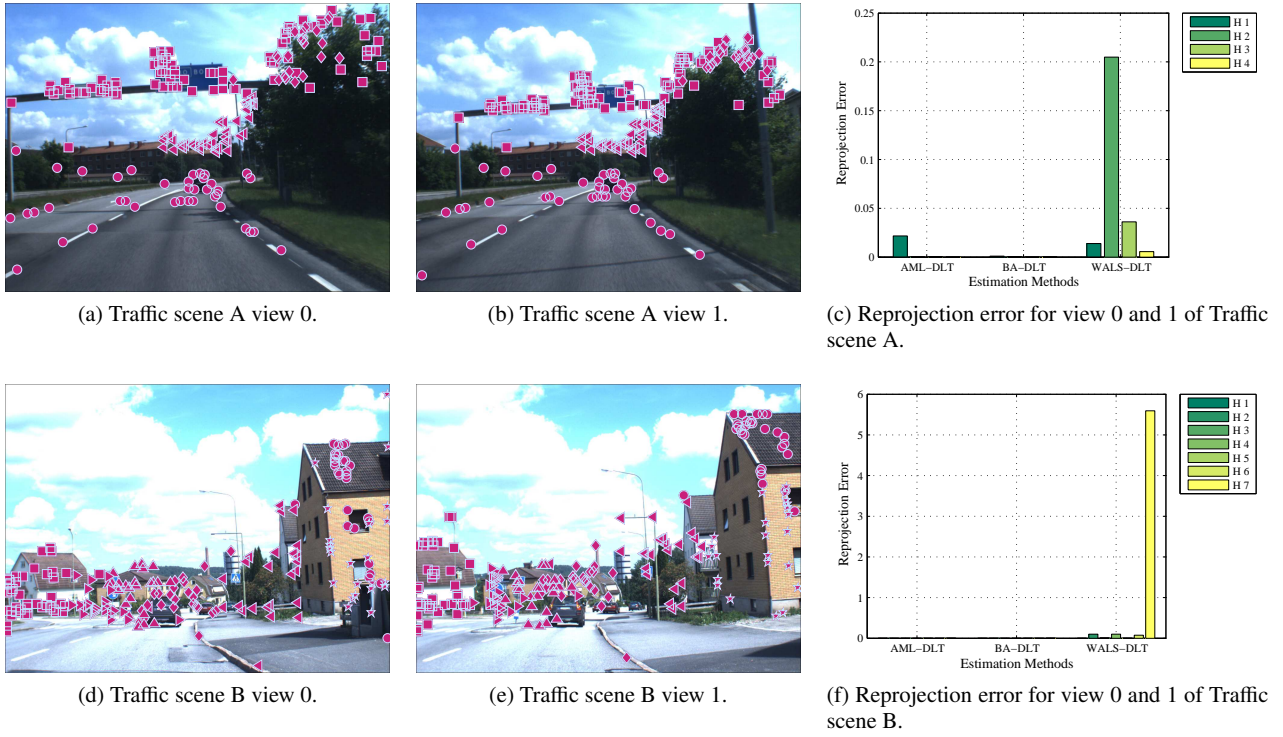 0.25
0.2
0.15
0.1
0.05
0
Reprojection Error
AML−DLT BA−DLT WALS−DLT
Estimation Methods
H 1
H 2
H 3
H 4
(a) Traffic scene A view 0.
(b) Traffic scene A view 1.
(c) Reprojection error for view 0 and 1 of Traffic
scene A.
6
5
4
3
2
1
0
Reprojection Error
AML−DLT BA−DLT WALS−DLT
Estimation Methods
H 1
H 2
H 3
H 4
H 5
H 6
H 7
(d) Traffic scene B view 0.
(e) Traffic scene B view 1.
(f) Reprojection error for view 0 and 1 of Traffic
scene B.